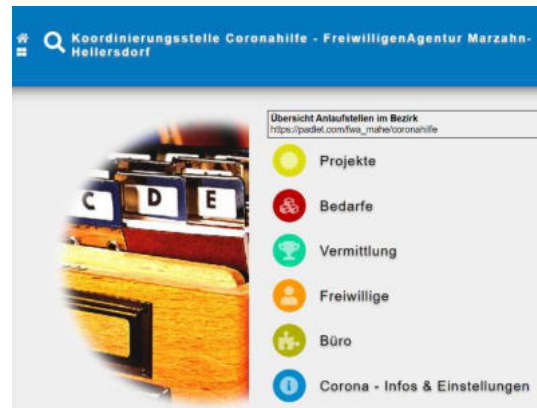 Koordinierungsstelle Coronahilfe - FreiwilligenAgentur Marzahn-
Hellersdorf
Übersicht Anlaufstellen im Bezirk
https://padlet.com/fwa_mahe/coronahilfe
C D E
Projekte
Bedarfe
Vermittlung
Freiwillige
Büro
Corona - Infos & Einstellungen